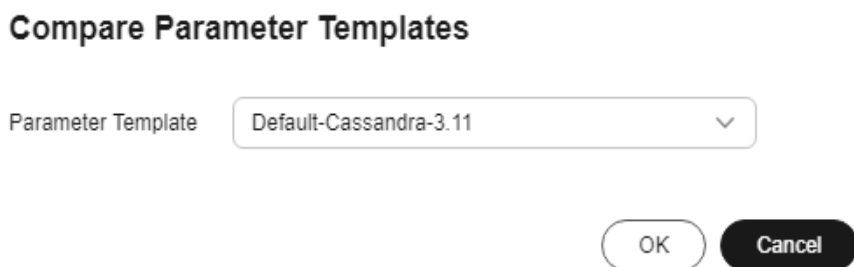 Compare Parameter Templates
Parameter Template Default-Cassandra-3.11
OK Cancel